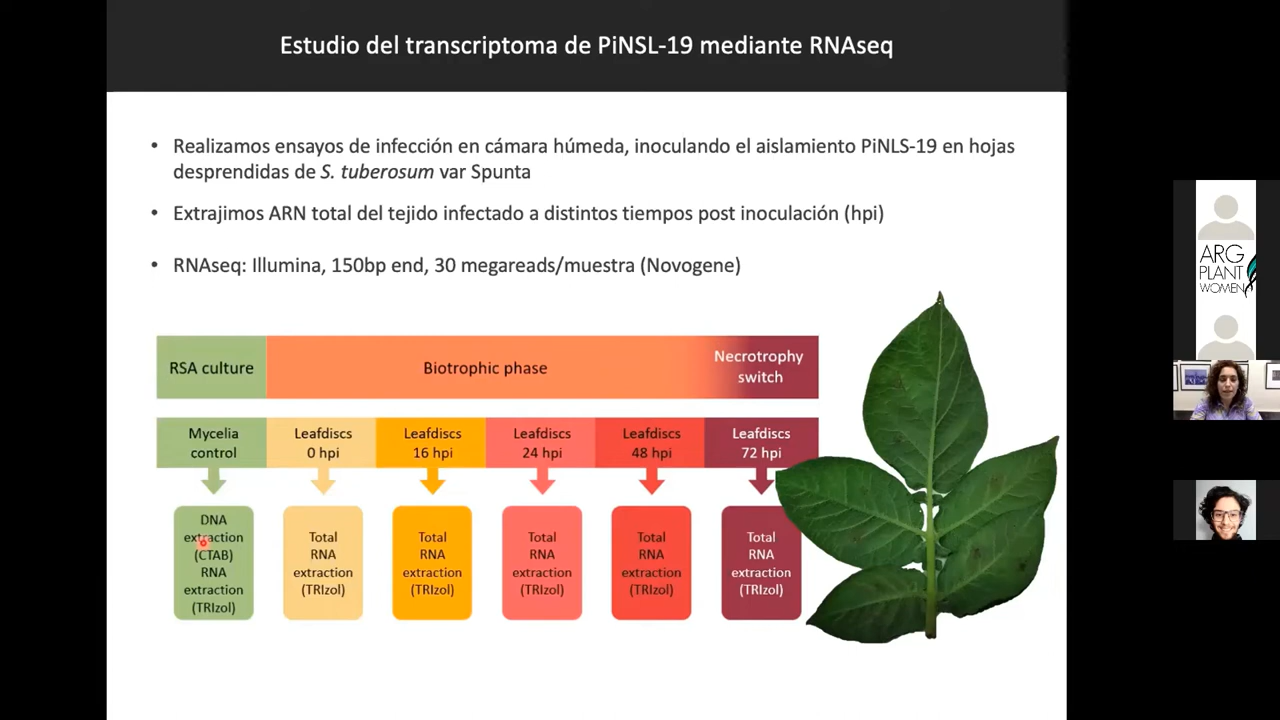 Estudio del transcriptoma de PiNSL-19 mediante RNAseq
• Realizamos ensayos de infección en cámara húmeda, inoculando el aislamiento PiNLS-19 en hojas
desprendidas de S. tuberosum var Spunta
• Extrajimos ARN total del tejido infectado a distintos tiempos post inoculación (hpi)
• RNAseq: Illumina, 150bp end, 30 megareads/muestra (Novogene)
RSA culture
Biotrophic phase
Necrotrophy
switch
Mycelia
control
Leafdiscs
0 hpi
Leafdiscs
16 hpi
Leafdiscs
24 hpi
Leafdiscs
48 hpi
Leafdiscs
72 hpi
DNA
extraction
(CTAB)
RNA
extraction
(TRIzol)
Total
RNA
extraction
(TRIzol)
Total
RNA
extraction
(TRIzol)
Total
RNA
extraction
(TRIzol)
Total
RNA
extraction
(TRIzol)
Total
RNA
extraction
(TRIzol)
ARG
PLANT
WOMEN